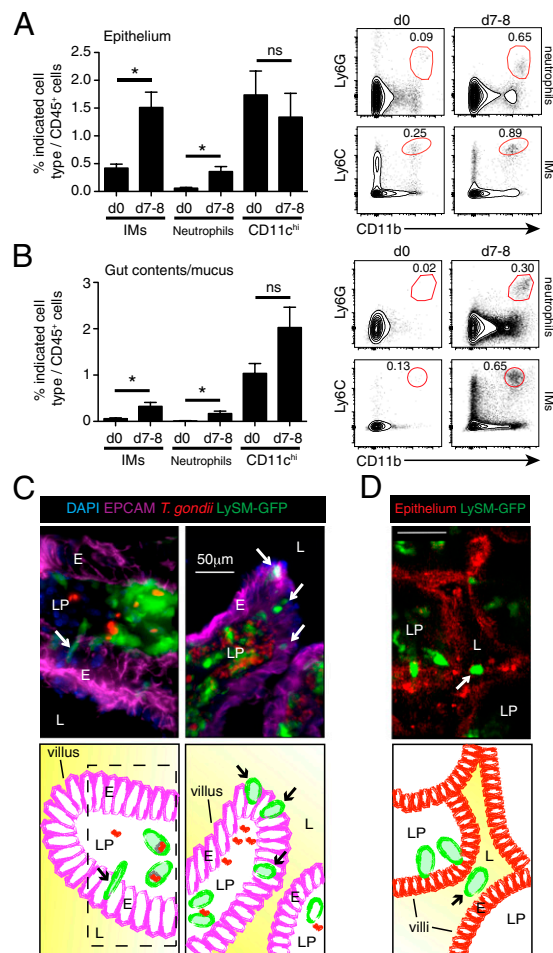 A
Epithelium
% indicated cell
type / CD45+ cells
2.5
2.0
1.5
1.0
0.5
0.0
*
*
ns
d0 d7-8 d0 d7-8 d0 d7-8
IMs Neutrophils CD11chi
d0 d7-8
0.09 0.65
Ly6G
neutrophils
0.25 0.89
Ly6C
IMs
CD11b
B
Gut contents/mucus
% indicated cell
type / CD45+ cells
3
2
1
0
*
*
ns
d0 d7-8 d0 d7-8 d0 d7-8
IMs Neutrophils CD11chi
d0 d7-8
0.02 0.30
Ly6G
neutrophils
0.13 0.65
Ly6C
IMs
CD11b
C
DAPI EPCAM T. gondii LySM-GFP
E
LP
E
L
50µm
L
E
LP
villus
E
LP
E
L
villus
L
E
LP
LP
D
Epithelium LySM-GFP
LP
L
LP
LP
L
E
villi
LP